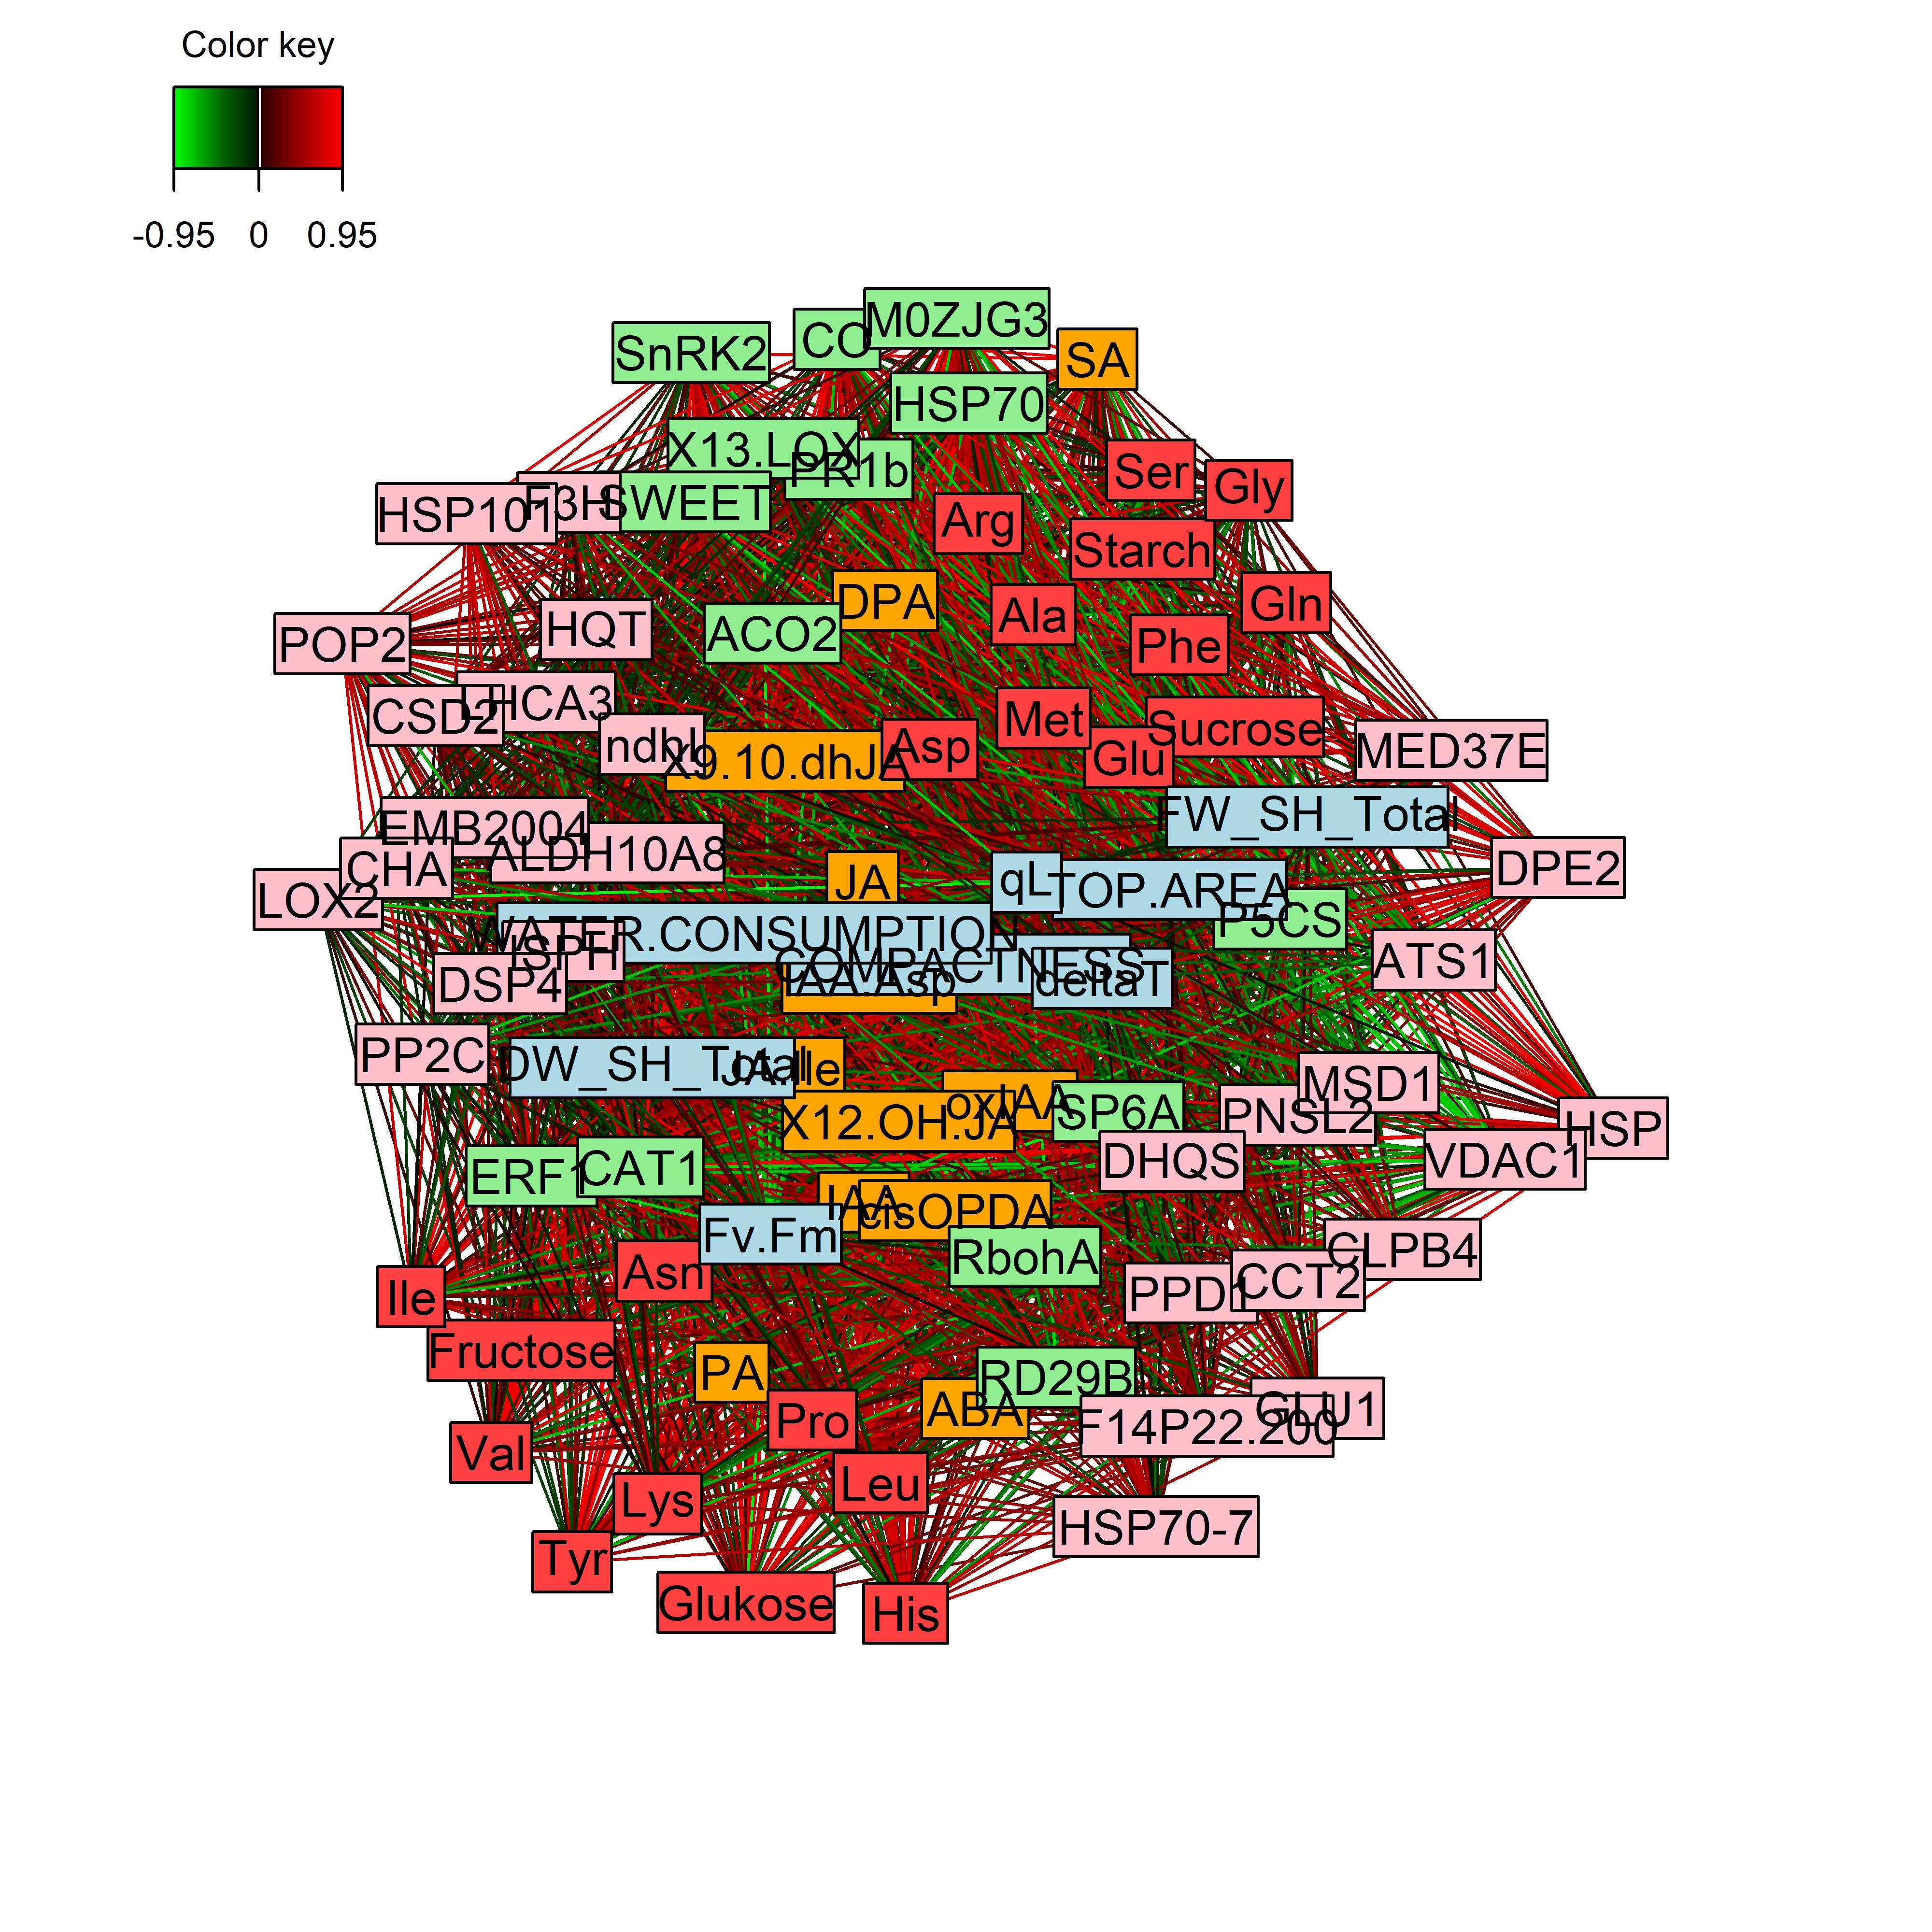 Color key
-0.95 0 0.95
M0ZJG3
CO
SnRK2
SA
HSP70
X13.LOX
PR1b
Ser
Gly
HSP101
F3H
SWEET
Arg
Starch
DPA
Gln
Ala
HQT
ACO2
POP2
Phe
LHCA3
CSD2
Met
Sucrose
ndhI
X9.10.dhJA
Asp
Glu
MED37E
FW_SH_Total
EMB2004
ALDH10A8
CHA
DPE2
LOX2
JA
qL
TOP.AREA
P5CS
WATER.CONSUMPTION
ISPH
COMPACTNESS
ATS1
DSP4
IAA.Asp
deltaT
PP2C
DW_SH_Total
JA.Ile
MSD1
oxIAA
SP6A
PNSL2
X12.OH.JA
HSP
DHQS
VDAC1
ERF1
CAT1
IAA
cisOPDA
Fv.Fm
RbohA
CLPB4
Asn
CCT2
PPD1
Ile
Fructose
PA
RD29B
ABA
GLU1
Pro
F14P22.200
Val
Leu
Lys
HSP70-7
Tyr
Glukose
His